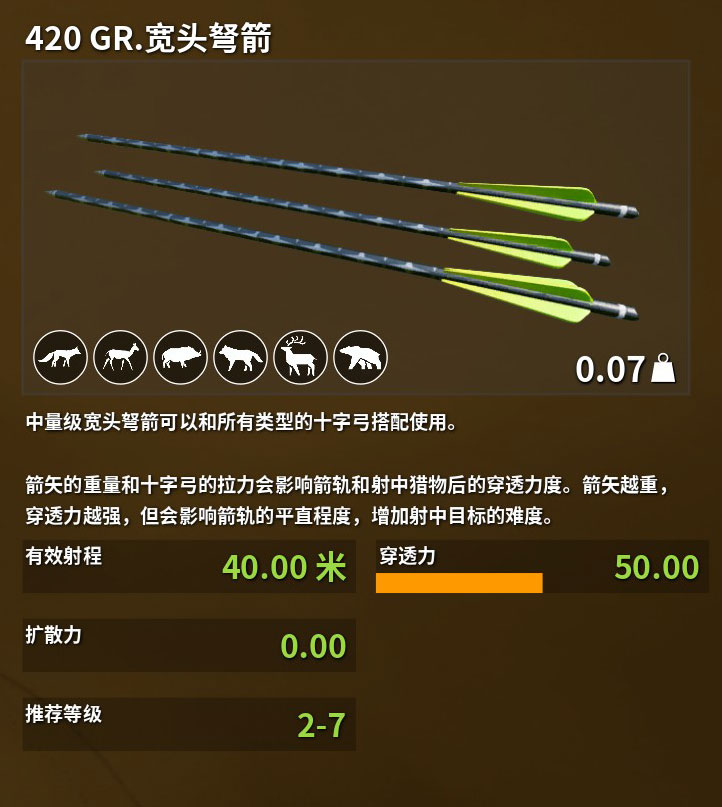 420 GR.宽头弩箭
0.07
中量级宽头弩箭可以和所有类型的十字弓搭配使用。
箭矢的重量和十字弓的拉力会影响箭轨和射中猎物后的穿透力度。箭矢越重，
穿透力越强，但会影响箭轨的平直程度，增加射中目标的难度。
有效射程
40.00 米
穿透力
50.00
扩散力
0.00
推荐等级
2-7